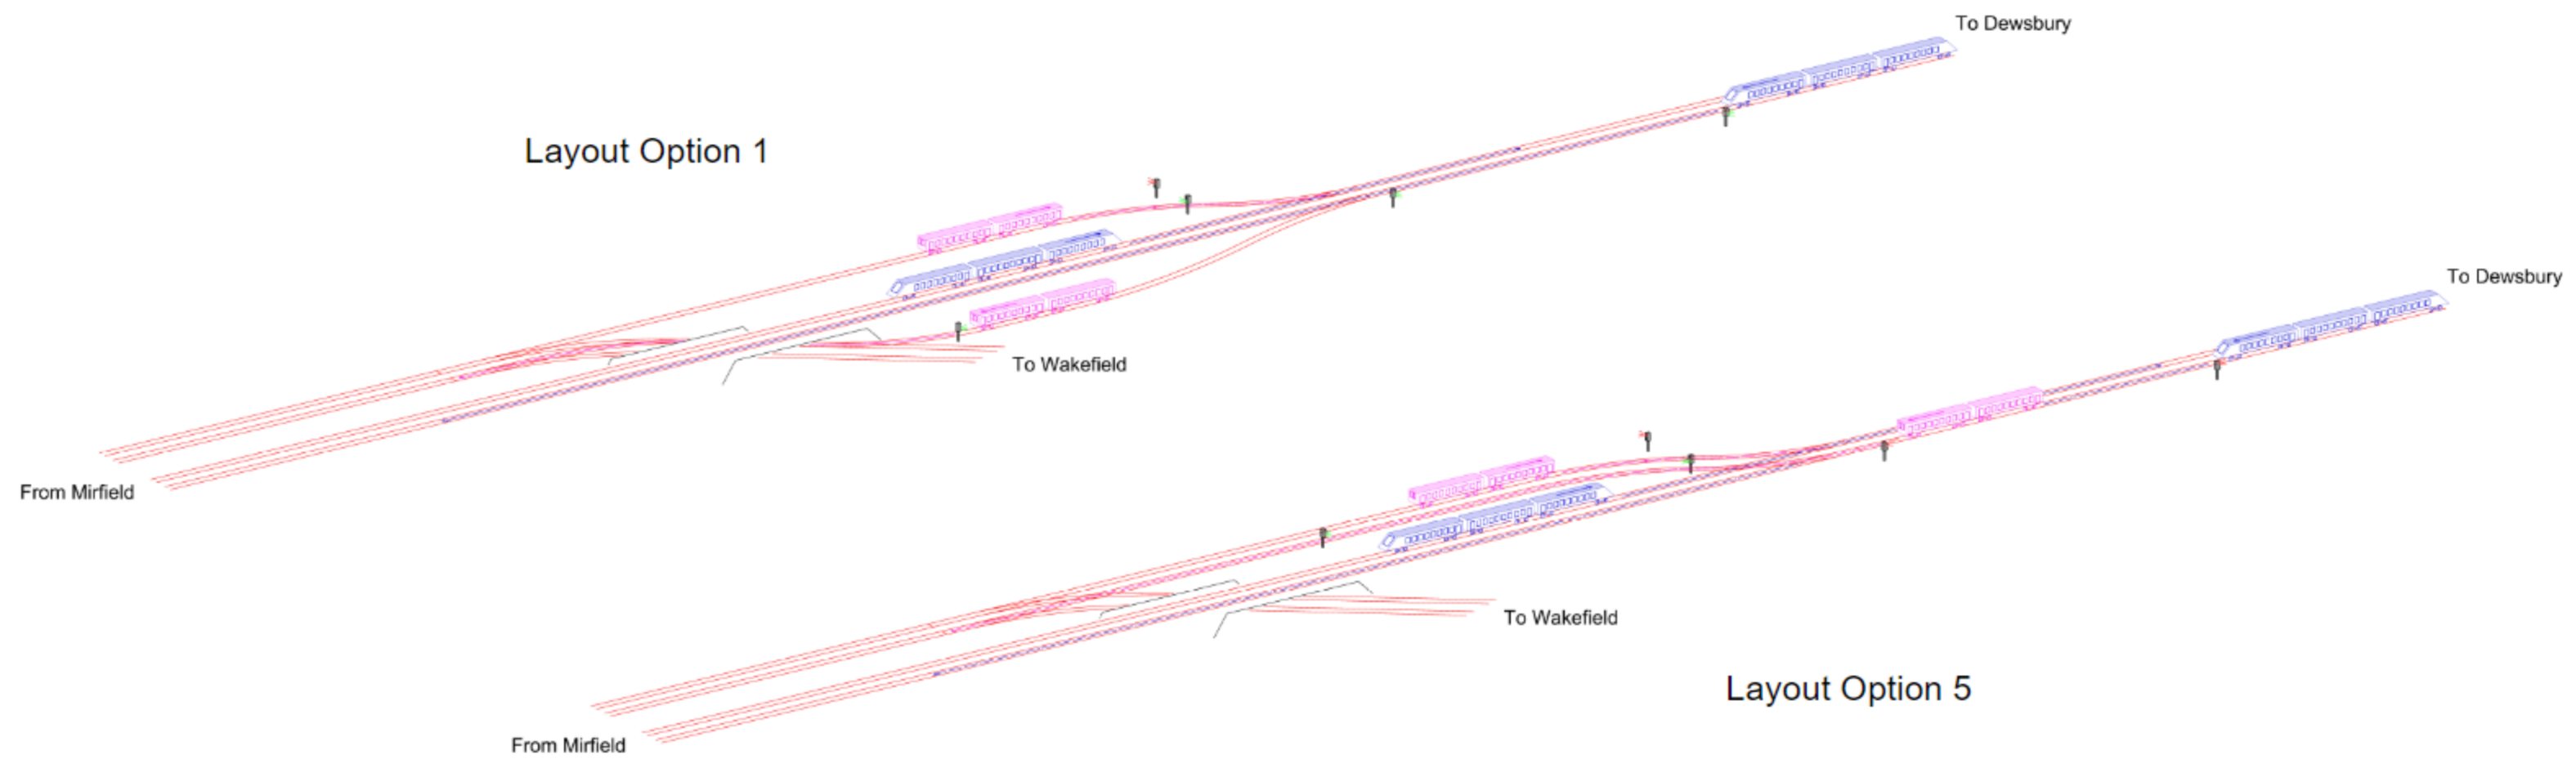 To Dewsbury
Layout Option 1
To Dewsbury
To Wakefield
From Mirfield
To Wakefield
Layout Option 5
From Mirfield